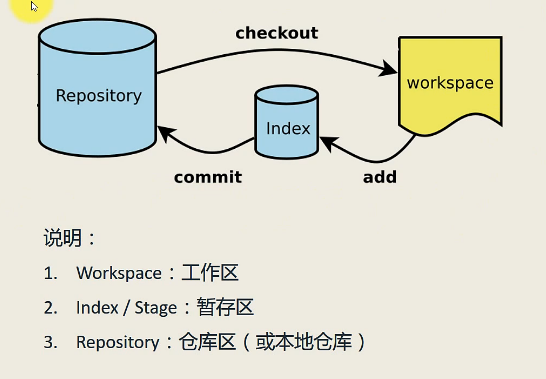 checkout
Repository
workspace
Index
commit
add
说明：
1. Workspace：工作区
2. Index / Stage：暂存区
3. Repository：仓库区（或本地仓库）